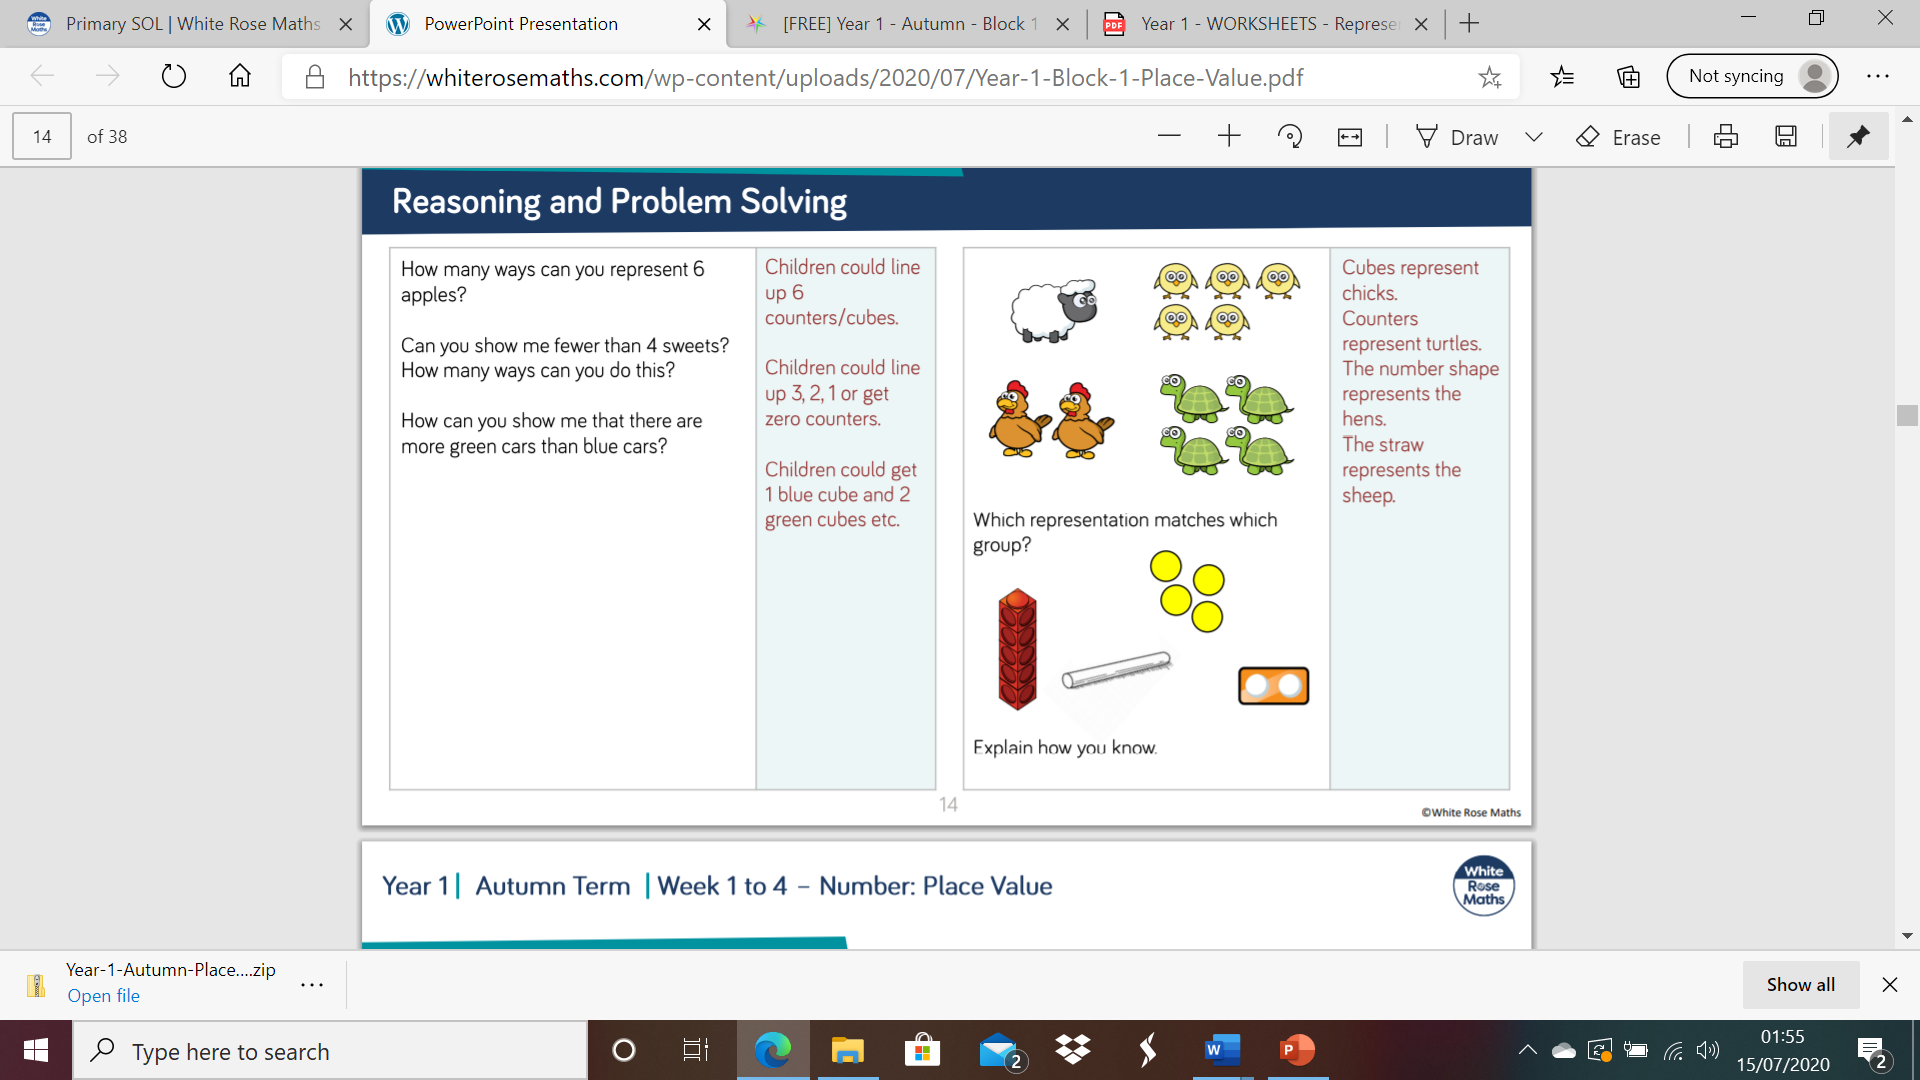 Primary SOL | White Rose Maths
PowerPoint Presentation
[FREE] Year 1 - Autumn - Block 1
PDF
Year 1 - WORKSHEETS - Represe
https://whiterosemaths.com/wp-content/uploads/2020/07/Year-1-Block-1-Place-Value.pdf
Not syncing
14 of 38
Draw
Erase
Reasoning and Problem Solving
How many ways can you represent 6
apples?
Can you show me fewer than 4 sweets?
How many ways can you do this?
How can you show me that there are
more green cars than blue cars?
Children could line
up 6
counters/cubes.
Children could line
up 3, 2, 1 or get
zero counters.
Children could get
1 blue cube and 2
green cubes etc.
Which representation matches which
group?
Explain how you know.
Cubes represent
chicks.
Counters
represent turtles.
The number shape
represents the
hens.
The straw
represents the
sheep.
14
©White Rose Maths
Year 1 | Autumn Term | Week 1 to 4 – Number: Place Value
White
Rose
Maths
Year-1-Autumn-Place....zip
Open file
Show all
Type here to search
2
W
P
01:55
15/07/2020
2